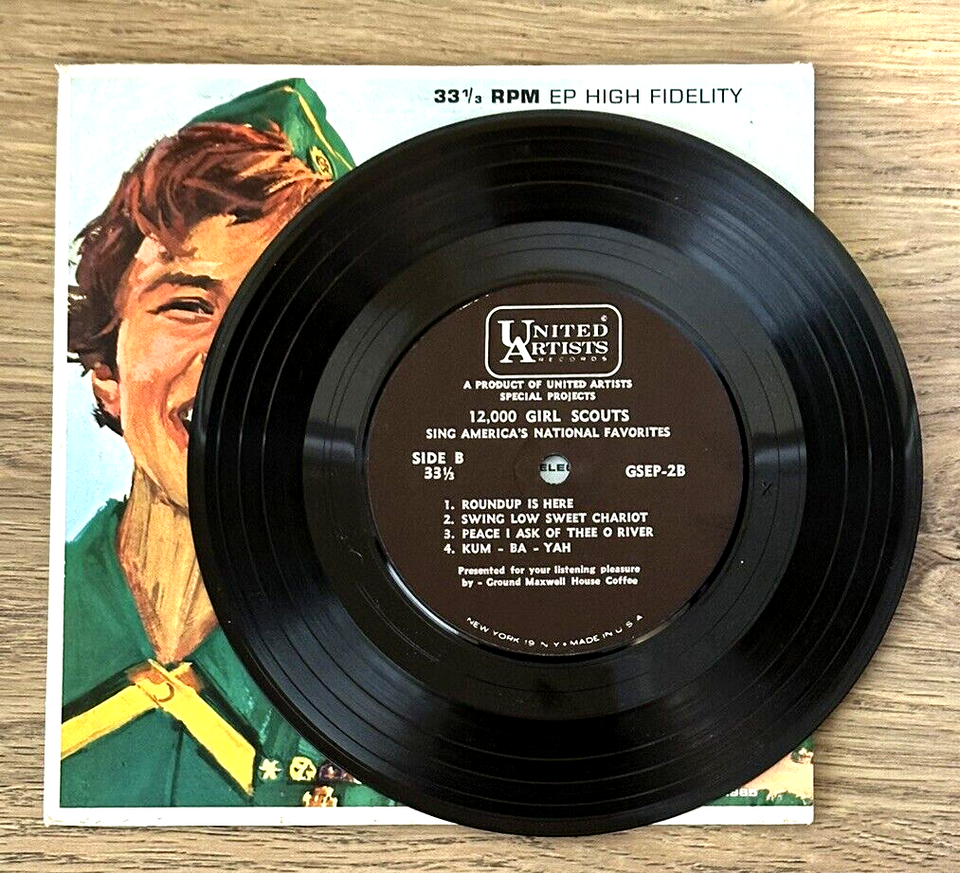 33 1/3 RPM EP HIGH FIDELITY
UNITED
ARTISTS
RECORDS
©
A PRODUCT OF UNITED ARTISTS
SPECIAL PROJECTS
12,000 GIRL SCOUTS
SING AMERICA'S NATIONAL FAVORITES
SIDE B
33⅓
GSEP-2B
1. ROUNDUP IS HERE
2. SWING LOW SWEET CHARIOT
3. PEACE I ASK OF THEE O RIVER
4. KUM - BA - YAH
Presented for your listening pleasure
by - Ground Maxwell House Coffee
NEW YORK 19 N Y • MADE IN U S A